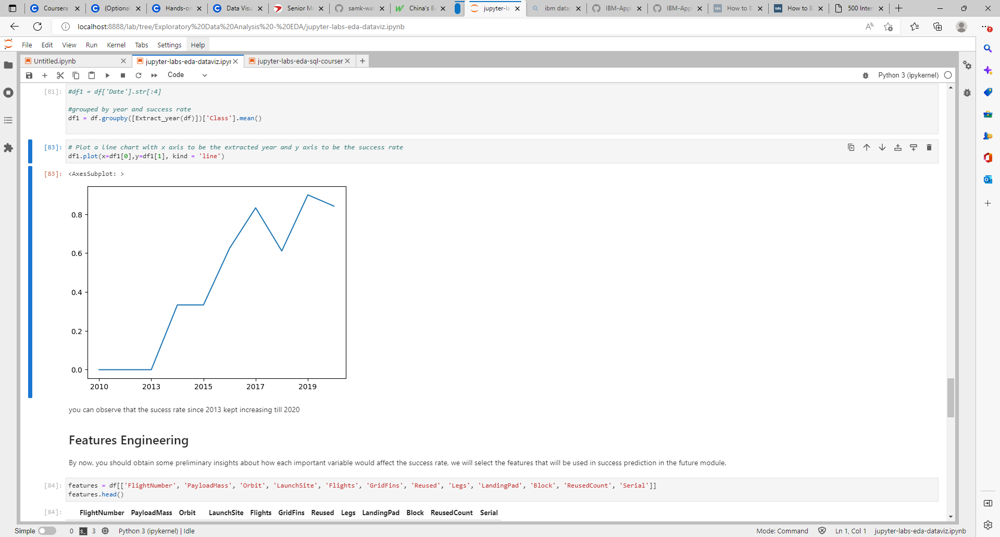 Coursera
(Optional
Hands-on
Data Visu
Senior Ma
samk-wat
China's Be
jupyter-la
ibm datas
IBM-Appl
IBM-Appl
tds How to B
tds How to B
500 Inter
localhost:8888/lab/tree/Exploratory%20Data%20Analysis%20-%20EDA/jupyter-labs-eda-dataviz.ipynb
File Edit View Run Kernel Tabs Settings Help
Untitled.ipynb
jupyter-labs-eda-dataviz.ipyn
jupyter-labs-eda-sql-courser
Code
Python 3 (ipykernel)
[81]: #df1 = df['Date'].str[:4]
#grouped by year and success rate
df1 = df.groupby([Extract_year(df)])['Class'].mean()
[83]: # Plot a line chart with x axis to be the extracted year and y axis to be the success rate
df1.plot(x=df1[0],y=df1[1], kind = 'line')
[83]: <AxesSubplot: >
0.8
0.6
0.4
0.2
0.0
2010 2013 2015 2017 2019
you can observe that the sucess rate since 2013 kept increasing till 2020
Features Engineering
By now, you should obtain some preliminary insights about how each important variable would affect the success rate, we will select the features that will be used in success prediction in the future module.
[84]: features = df[['FlightNumber', 'PayloadMass', 'Orbit', 'LaunchSite', 'Flights', 'GridFins', 'Reused', 'Legs', 'LandingPad', 'Block', 'ReusedCount', 'Serial']]
features.head()
[84]: FlightNumber PayloadMass Orbit LaunchSite Flights GridFins Reused Legs LandingPad Block ReusedCount Serial
Simple 0 3 Python 3 (ipykernel) | Idle Mode: Command Ln 1, Col 1 jupyter-labs-eda-dataviz.ipynb